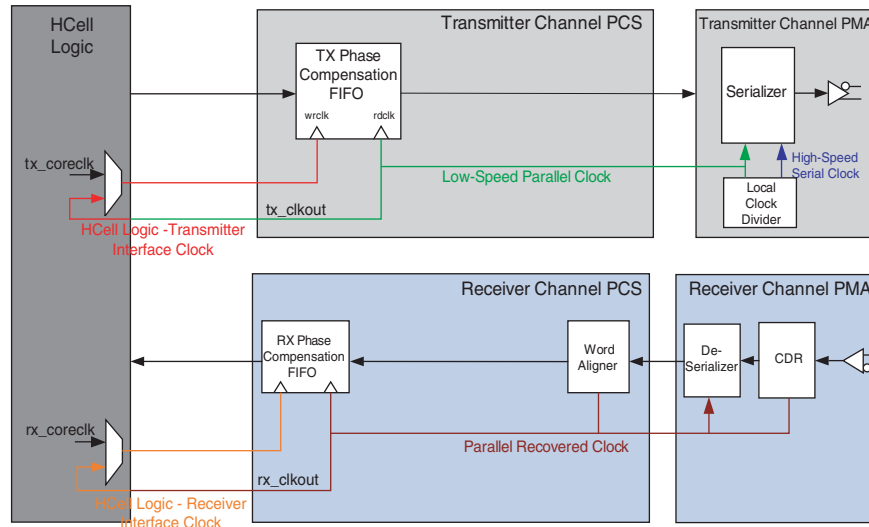 HCell
Logic
Transmitter Channel PCS
Transmitter Channel PMA
TX Phase
Compensation
FIFO
wrclk
rdclk
Serializer
tx_coreclk
Low-Speed Parallel Clock
High-Speed
Serial Clock
Local
Clock
Divider
tx_clkout
HCell Logic -Transmitter
Interface Clock
Receiver Channel PCS
Receiver Channel PMA
RX Phase
Compensation
FIFO
Word
Aligner
De-
Serializer
CDR
rx_coreclk
Parallel Recovered Clock
rx_clkout
HCell Logic - Receiver
Interface Clock